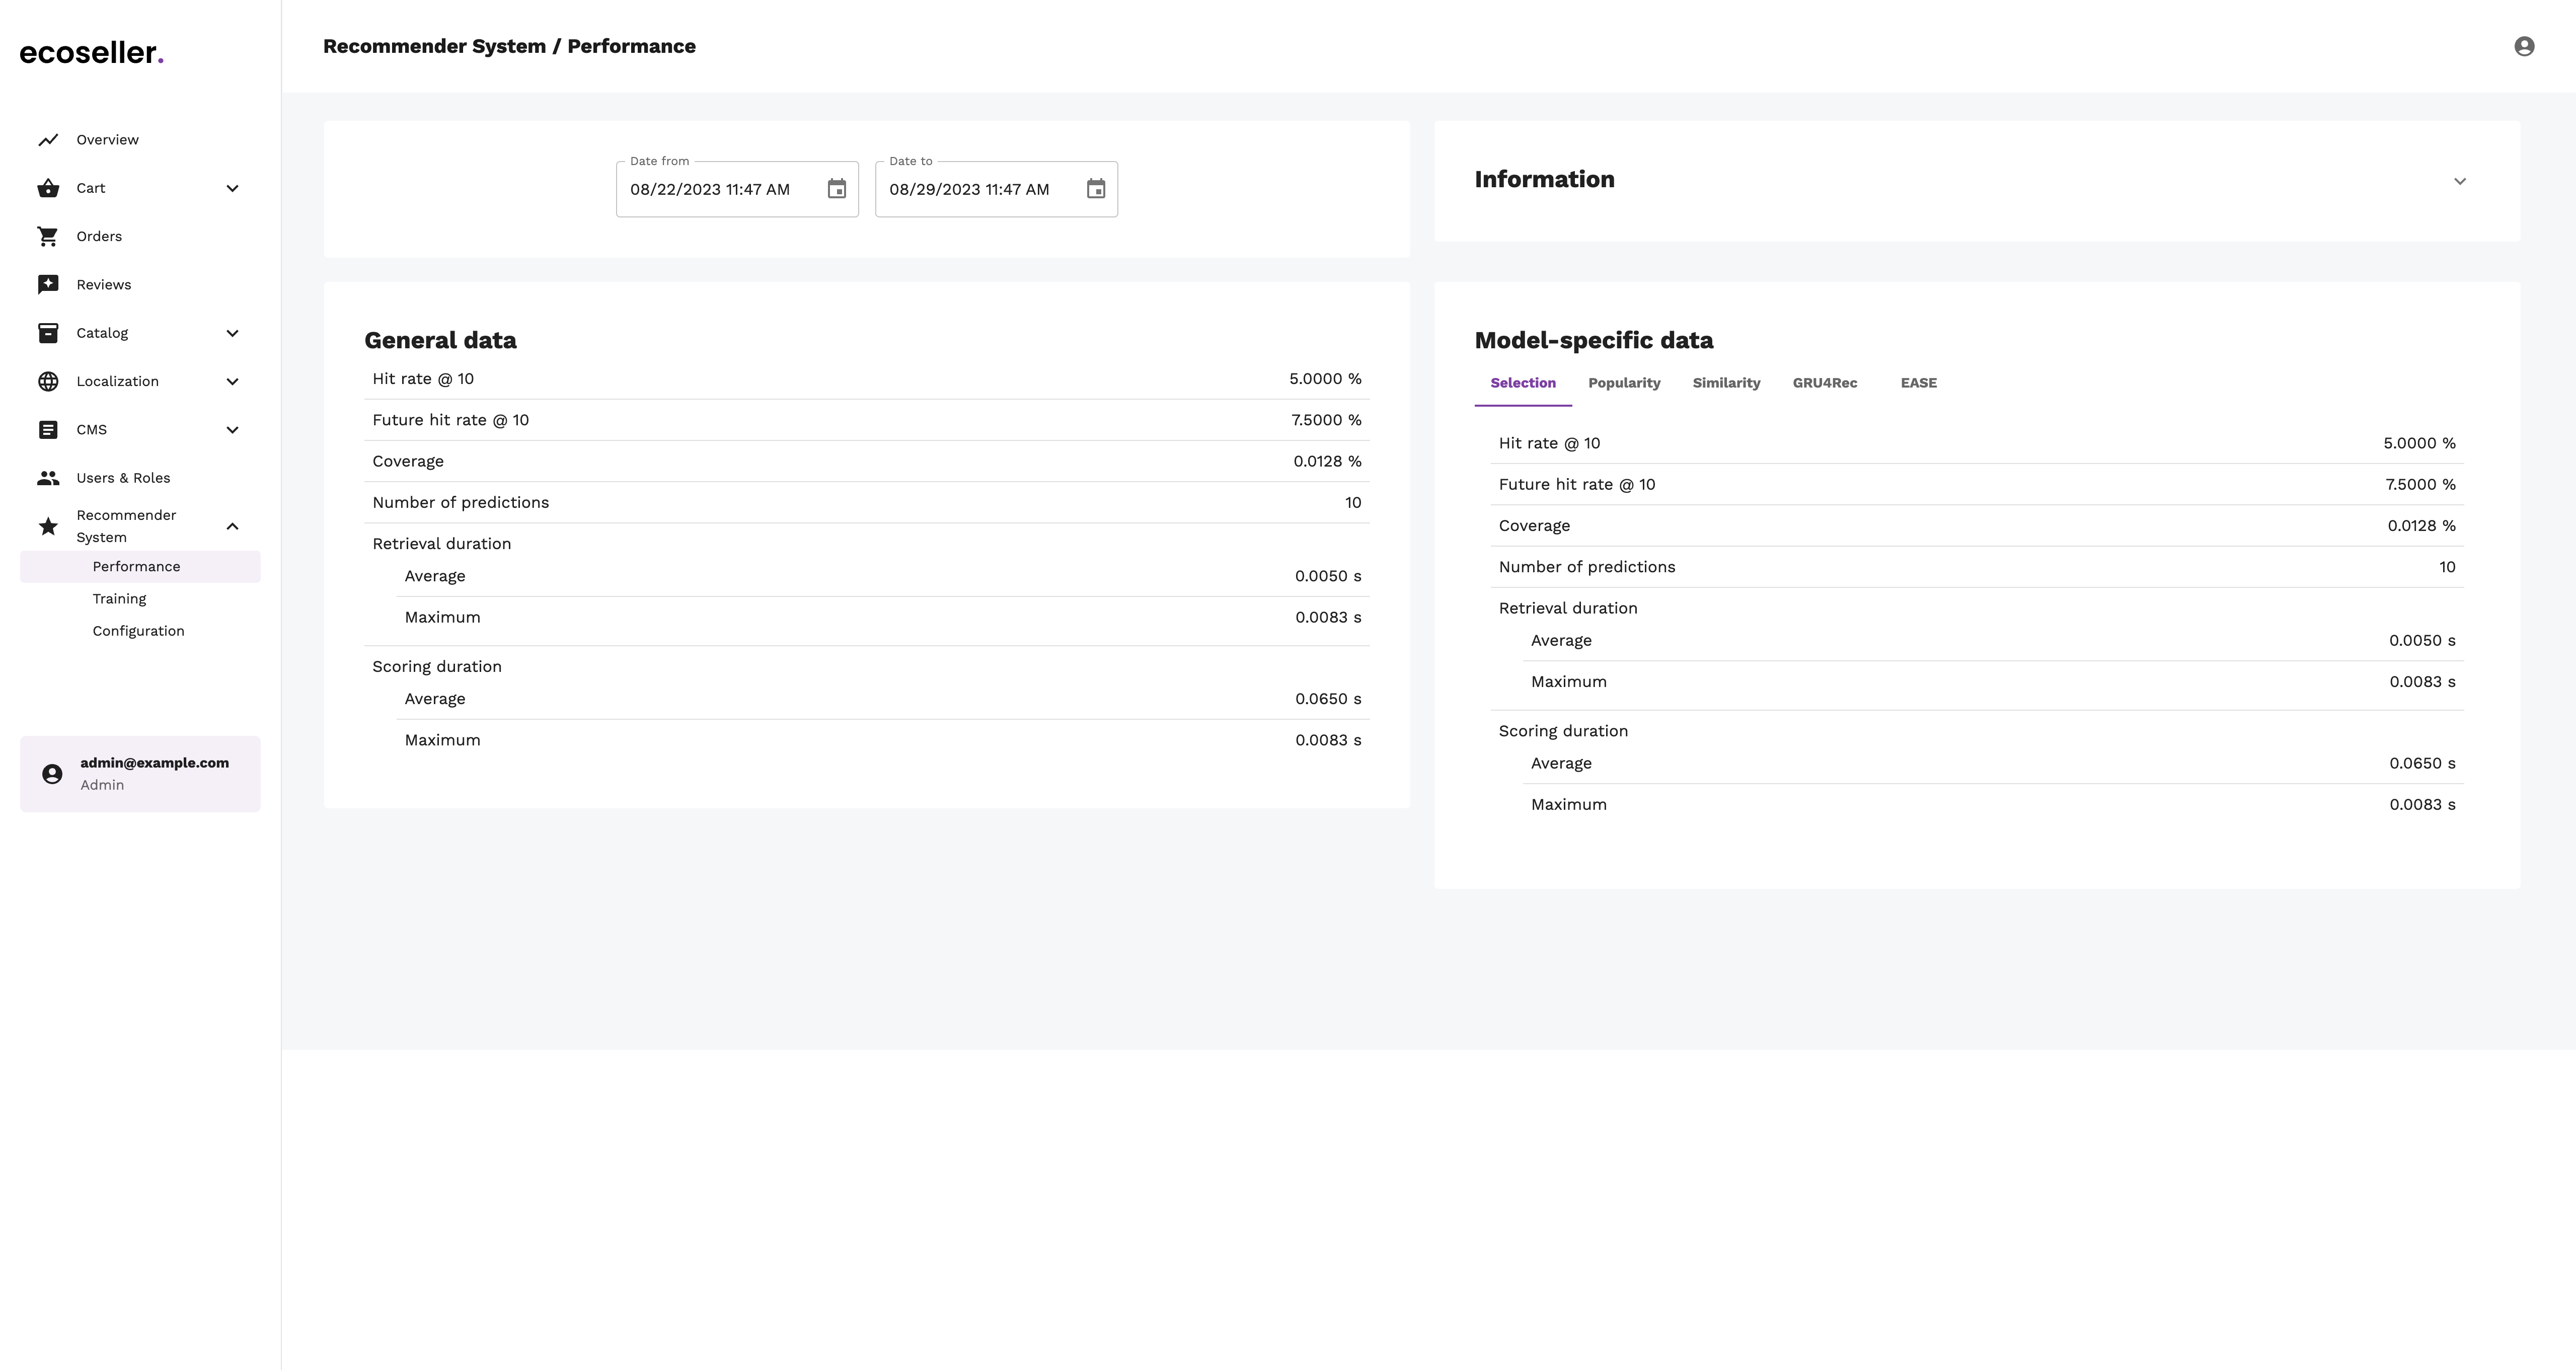 ecoseller.
Overview
Cart
Orders
Reviews
Catalog
Localization
CMS
Users & Roles
Recommender
System
Performance
Training
Configuration
admin@example.com
Admin
Recommender System / Performance
Date from
08/22/2023 11:47 AM
Date to
08/29/2023 11:47 AM
Information
General data
Hit rate @ 10 5.0000 %
Future hit rate @ 10 7.5000 %
Coverage 0.0128 %
Number of predictions 10
Retrieval duration
Average 0.0050 s
Maximum 0.0083 s
Scoring duration
Average 0.0650 s
Maximum 0.0083 s
Model-specific data
Selection Popularity Similarity GRU4Rec EASE
Hit rate @ 10 5.0000 %
Future hit rate @ 10 7.5000 %
Coverage 0.0128 %
Number of predictions 10
Retrieval duration
Average 0.0050 s
Maximum 0.0083 s
Scoring duration
Average 0.0650 s
Maximum 0.0083 s